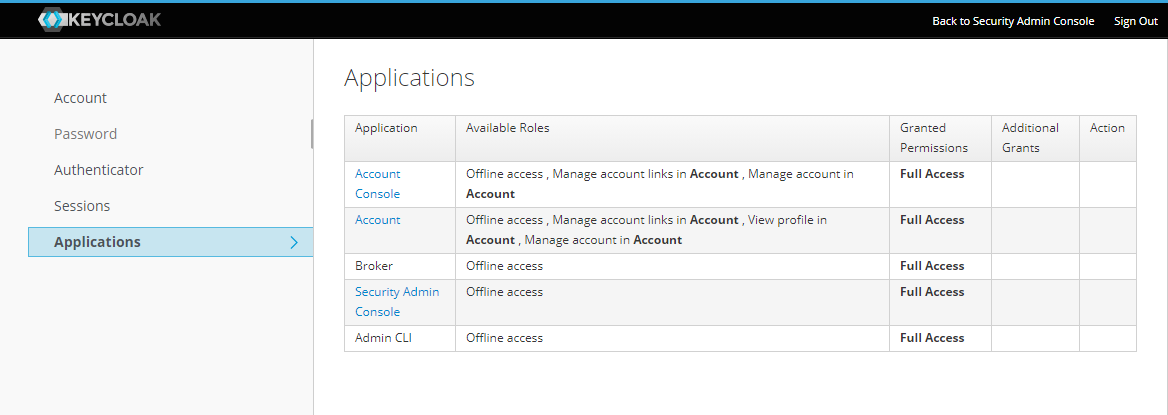 KEYCLOAK
Back to Security Admin Console Sign Out
Account
Password
Authenticator
Sessions
Applications
Applications
Application Available Roles Granted Permissions Additional Grants Action
Account Console Offline access , Manage account links in Account , Manage account in Account Full Access
Account Offline access , Manage account links in Account , View profile in Account , Manage account in Account Full Access
Broker Offline access Full Access
Security Admin Console Offline access Full Access
Admin CLI Offline access Full Access